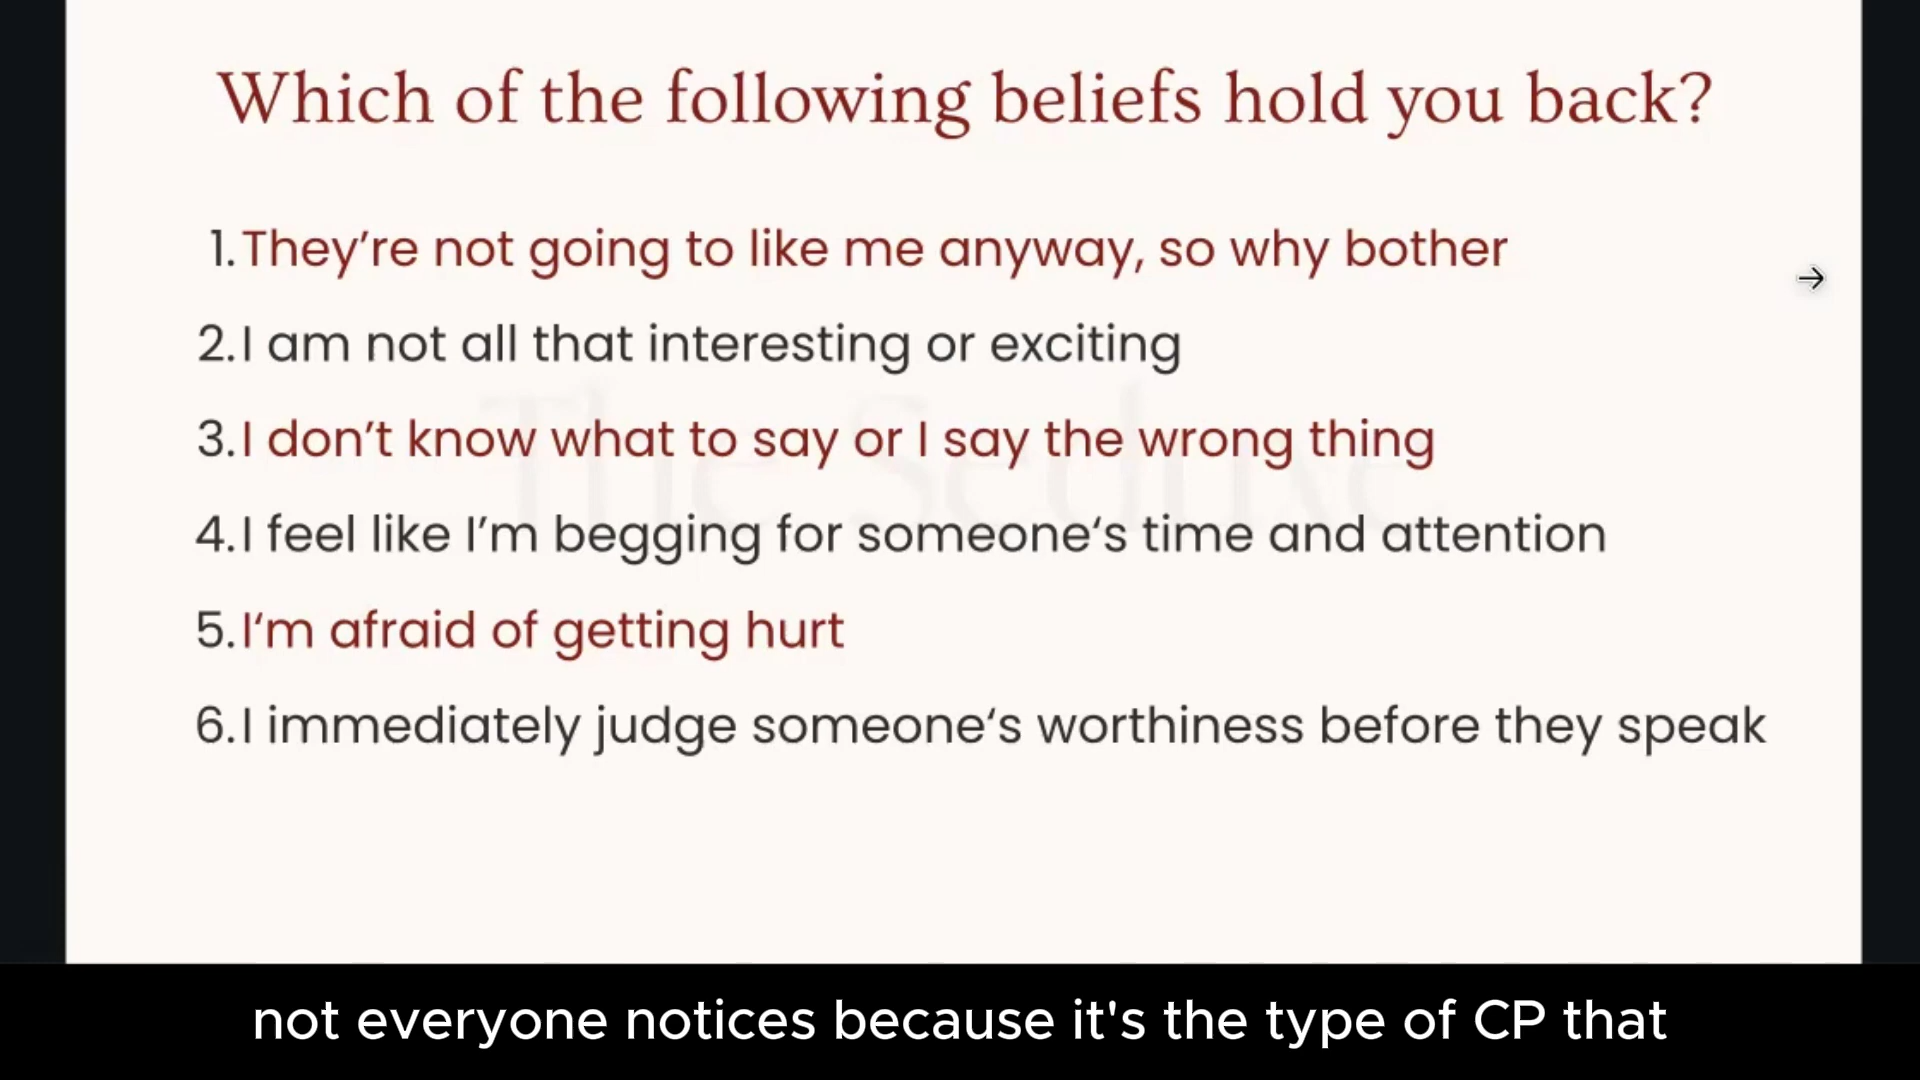 Which of the following beliefs hold you back?
1. They’re not going to like me anyway, so why bother
2. I am not all that interesting or exciting
3. I don’t know what to say or I say the wrong thing
4. I feel like I’m begging for someone‘s time and attention
5. I‘m afraid of getting hurt
6. I immediately judge someone‘s worthiness before they speak
not everyone notices because it's the type of CP that